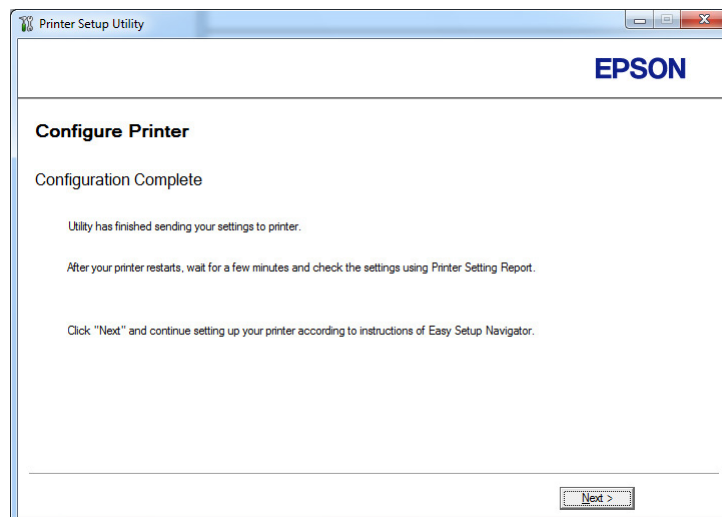 Printer Setup Utility
EPSON
Configure Printer
Configuration Complete
Utility has finished sending your settings to printer.
After your printer restarts, wait for a few minutes and check the settings using Printer Setting Report.
Click "Next" and continue setting up your printer according to instructions of Easy Setup Navigator.
Next >